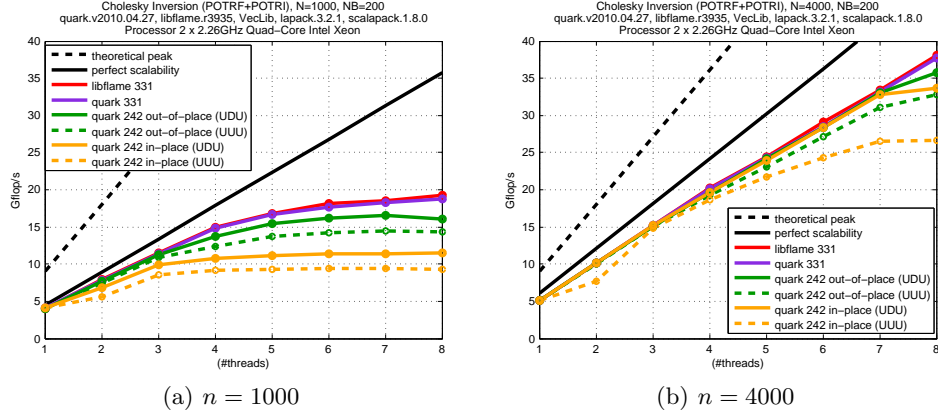 Cholesky Inversion (POTRF+POTRI), N=1000, NB=200
quark.v2010.04.27, libflame.r3935, VecLib, lapack.3.2.1, scalapack.1.8.0
Processor 2 x 2.26GHz Quad-Core Intel Xeon
40
35
30
25
20
15
10
5
0
Gflop/s
theoretical peak
perfect scalability
libflame 331
quark 331
quark 242 out-of-place (UDU)
quark 242 out-of-place (UUU)
quark 242 in-place (UDU)
quark 242 in-place (UUU)
1 2 3 4 5 6 7 8
(#threads)
(a) n = 1000
Cholesky Inversion (POTRF+POTRI), N=4000, NB=200
quark.v2010.04.27, libflame.r3935, VecLib, lapack.3.2.1, scalapack.1.8.0
Processor 2 x 2.26GHz Quad-Core Intel Xeon
40
35
30
25
20
15
10
5
0
Gflop/s
theoretical peak
perfect scalability
libflame 331
quark 331
quark 242 out-of-place (UDU)
quark 242 out-of-place (UUU)
quark 242 in-place (UDU)
quark 242 in-place (UUU)
1 2 3 4 5 6 7 8
(#threads)
(b) n = 4000